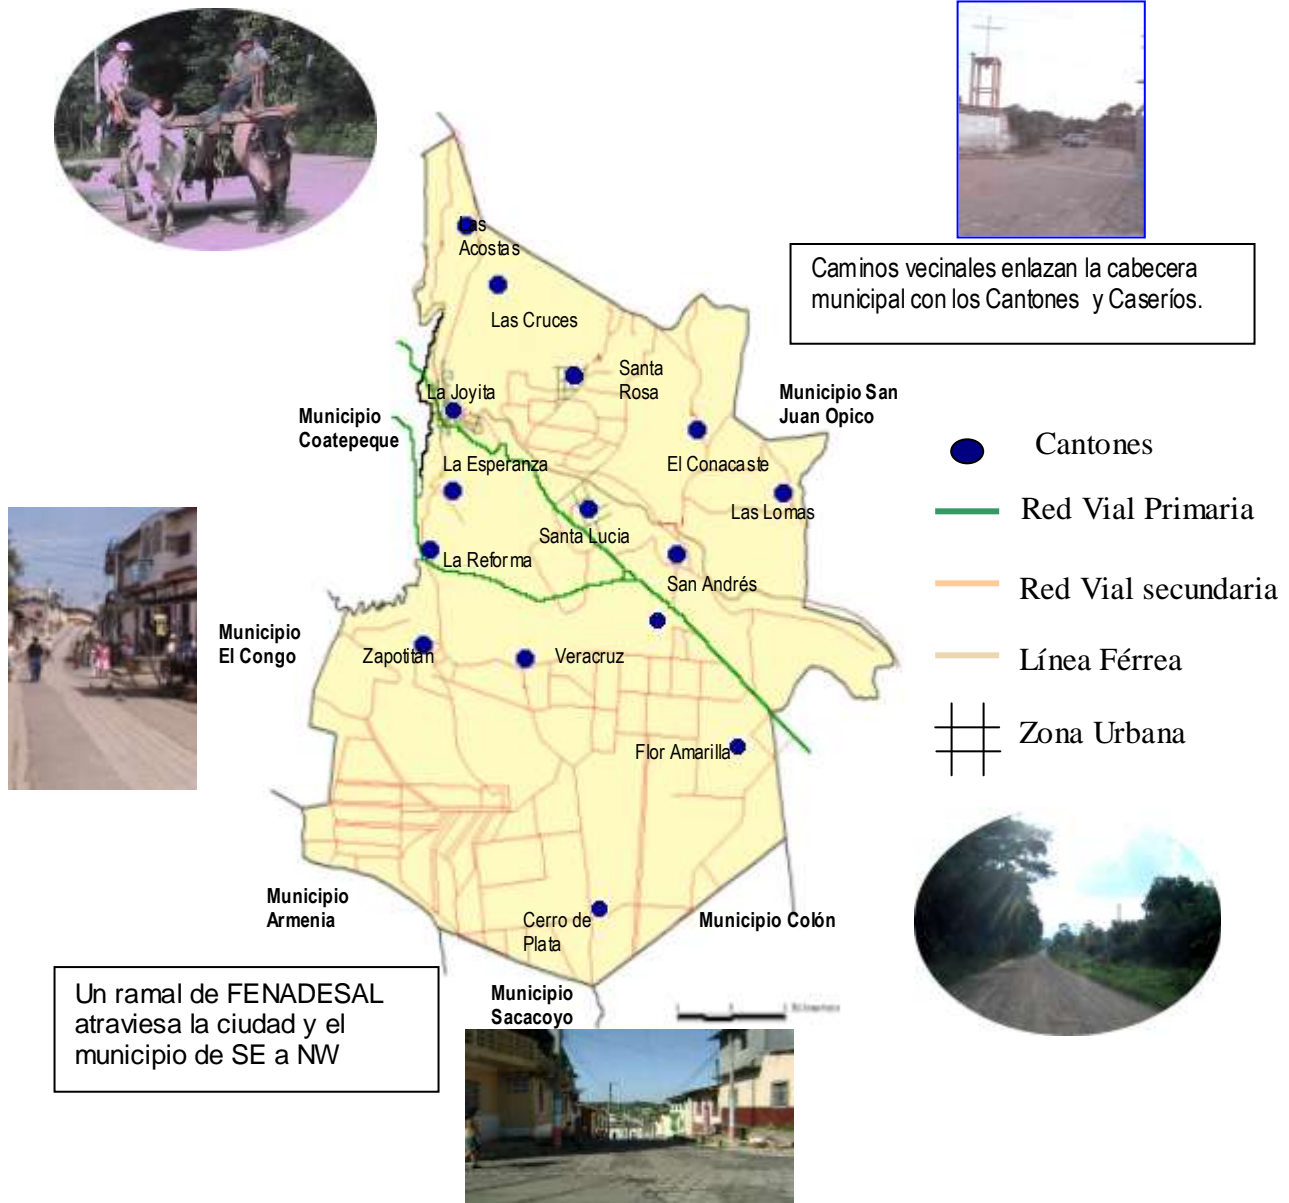 Caminos vecinales enlazan la cabecera
municipal con los Cantones y Caseríos.
Las
Acostas
Las Cruces
Santa
Rosa
La Joyita
Municipio San
Juan Opico
Municipio
Coatepeque
La Esperanza
El Conacaste
Las Lomas
Santa Lucia
La Reforma
San Andrés
Municipio
El Congo
Zapotitán
Veracruz
Flor Amarilla
Municipio
Armenia
Cerro de
Plata
Municipio Colón
Municipio
Sacacoyo
Cantones
Red Vial Primaria
Red Vial secundaria
Línea Férrea
Zona Urbana
Un ramal de FENADESAL
atraviesa la ciudad y el
municipio de SE a NW